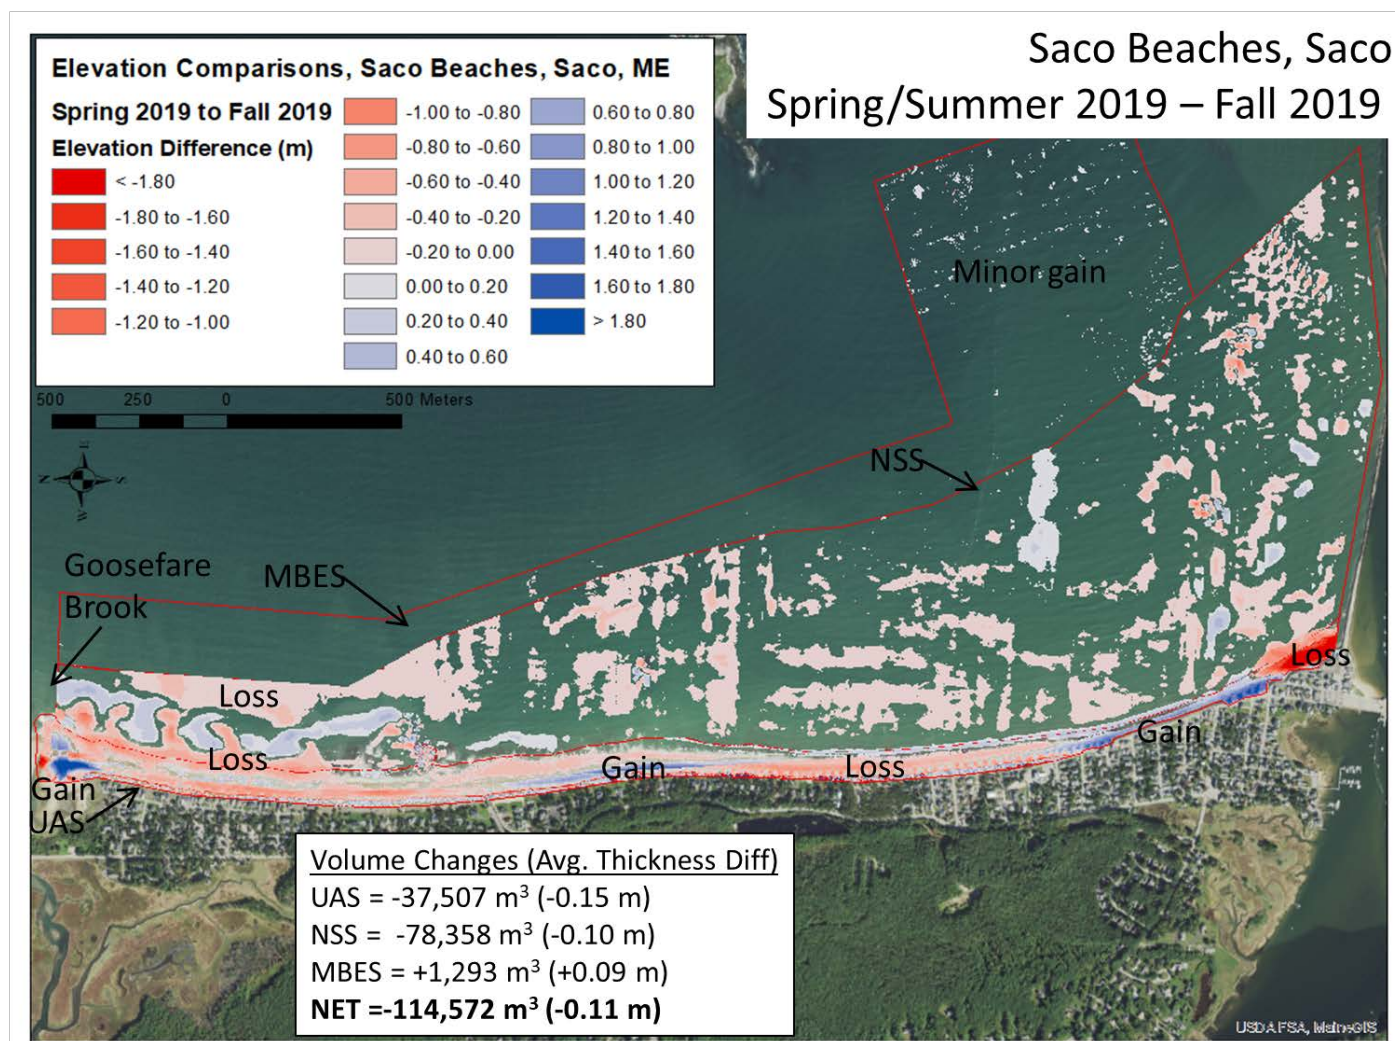 Saco Beaches, Saco
Spring/Summer 2019 – Fall 2019
Elevation Comparisons, Saco Beaches, Saco, ME
Spring 2019 to Fall 2019
Elevation Difference (m)
< -1.80
-1.80 to -1.60
-1.60 to -1.40
-1.40 to -1.20
-1.20 to -1.00
-1.00 to -0.80
-0.80 to -0.60
-0.60 to -0.40
-0.40 to -0.20
-0.20 to 0.00
0.00 to 0.20
0.20 to 0.40
0.40 to 0.60
0.60 to 0.80
0.80 to 1.00
1.00 to 1.20
1.20 to 1.40
1.40 to 1.60
1.60 to 1.80
> 1.80
500 250 0 500 Meters
N
E
S
W
Minor gain
NSS
MBES
Goosefare
Brook
Loss
Loss
Gain
UAS
Gain
Loss
Gain
Loss
Volume Changes (Avg. Thickness Diff)
UAS = -37,507 m³ (-0.15 m)
NSS = -78,358 m³ (-0.10 m)
MBES = +1,293 m³ (+0.09 m)
NET =-114,572 m³ (-0.11 m)
USDA FSA, MaineGIS